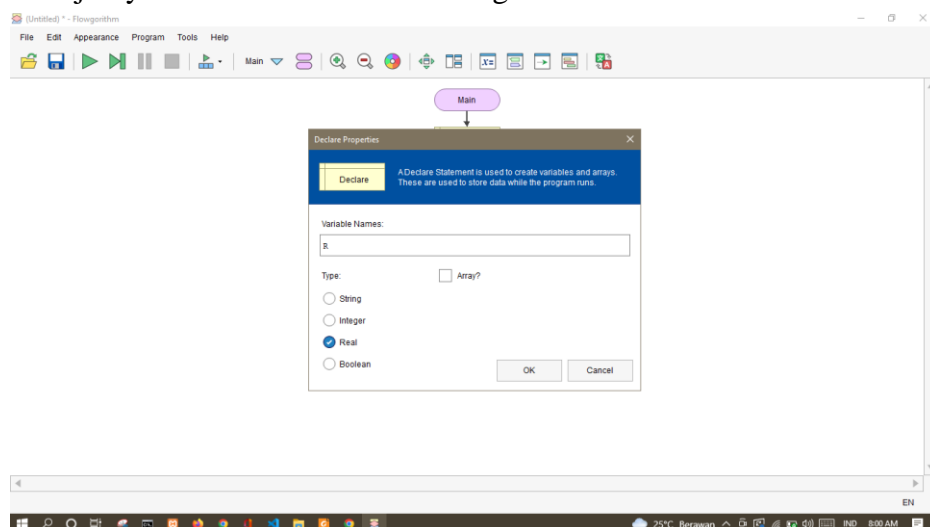 (Untitled) * - Flowgorithm
File Edit Appearance Program Tools Help
Main
x=
Main
Declare Properties
Declare
A Declare Statement is used to create variables and arrays.
These are used to store data while the program runs.
Variable Names:
R
Type:
Array?
String
Integer
Real
Boolean
OK
Cancel
EN
25°C Berawan
IND
8:00 AM